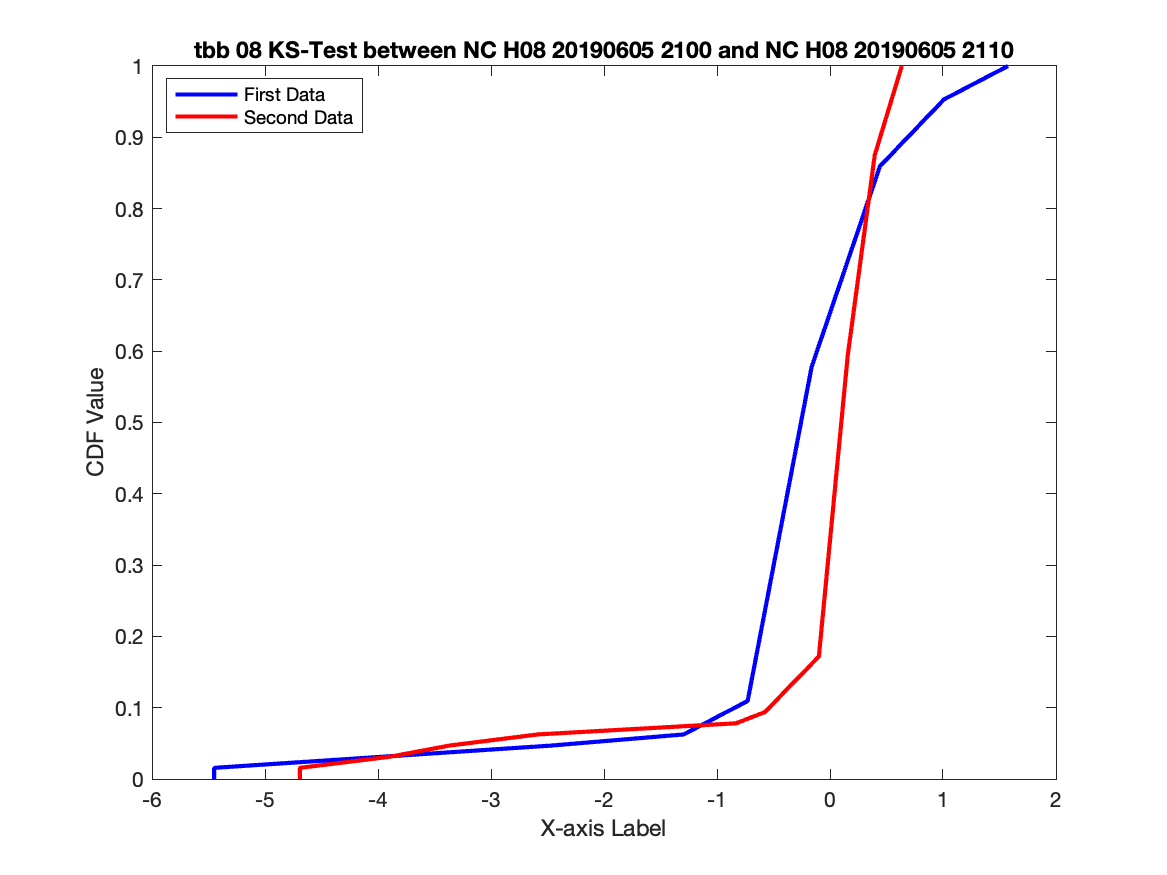 tbb 08 KS-Test between NC H08 20190605 2100 and NC H08 20190605 2110
First Data
Second Data
1
0.9
0.8
0.7
0.6
0.5
0.4
0.3
0.2
0.1
0
CDF Value
-6 -5 -4 -3 -2 -1 0 1 2
X-axis Label